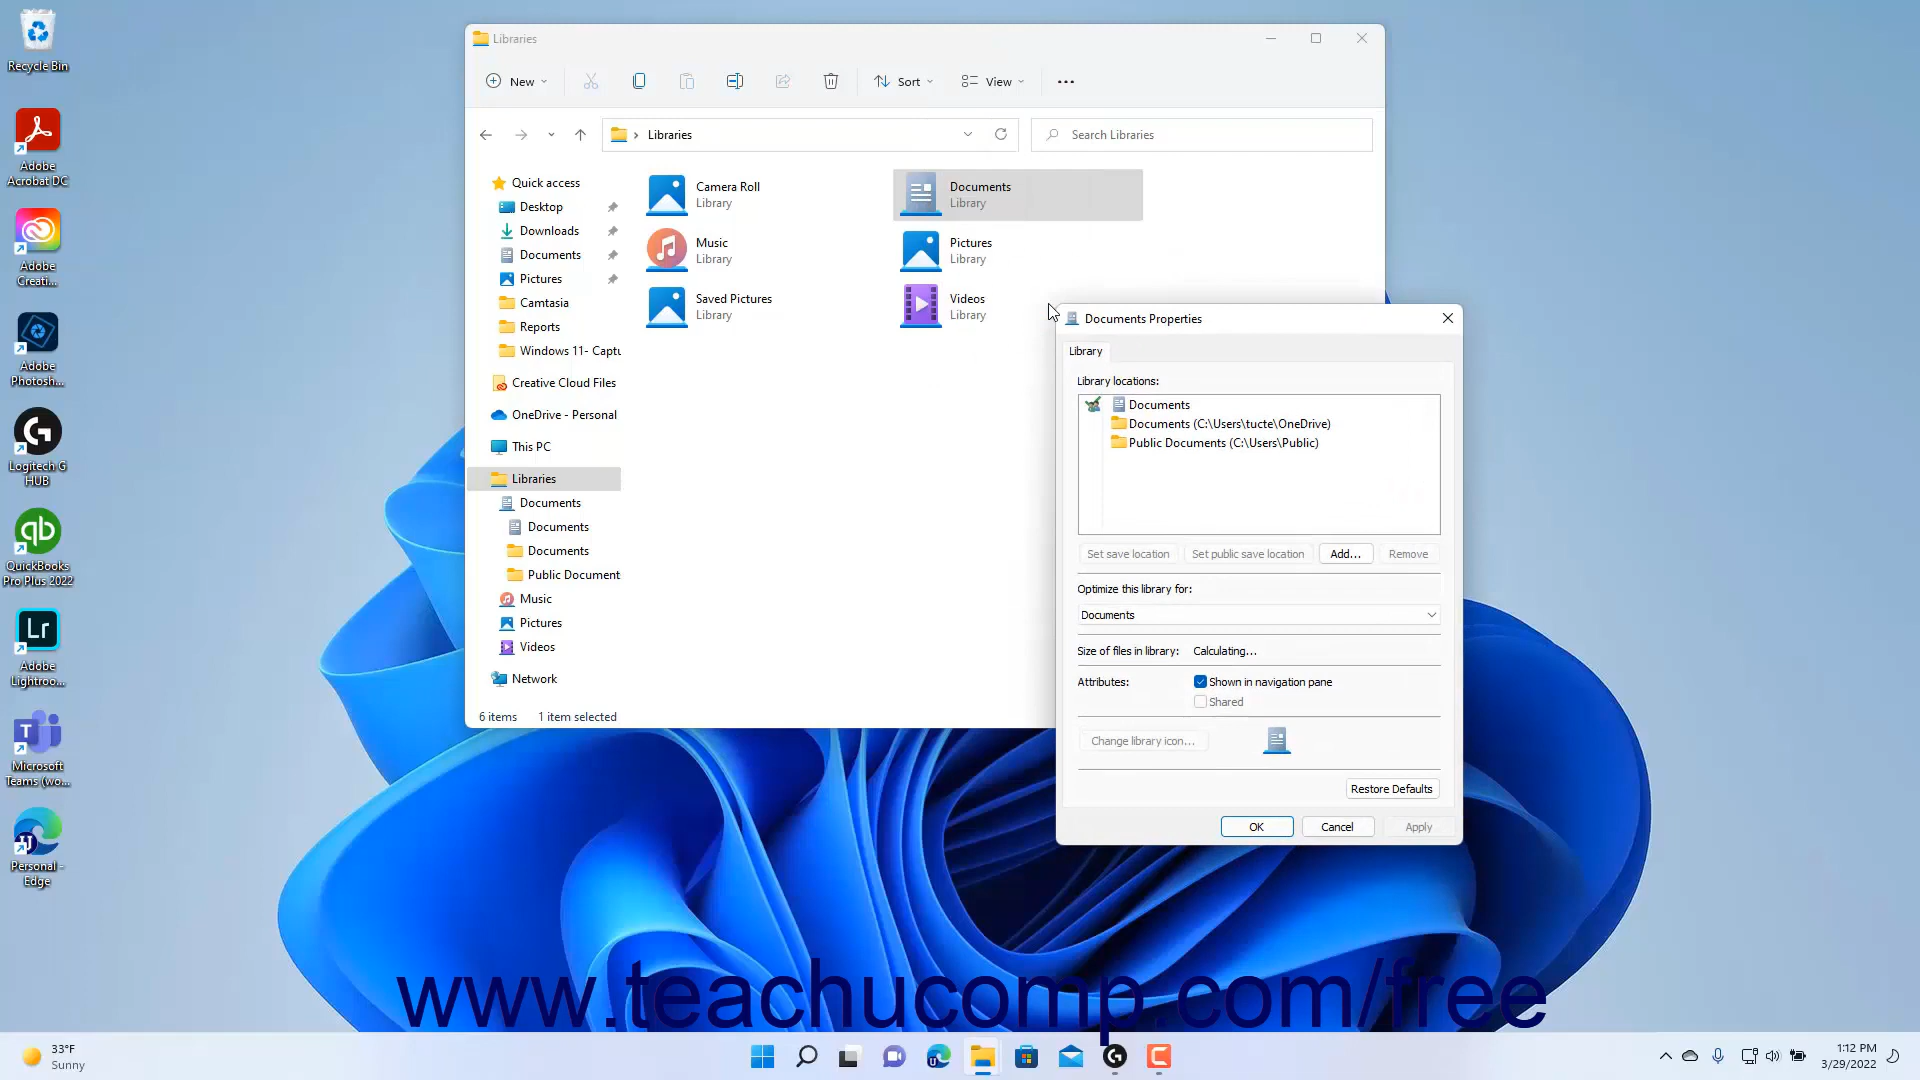 Recycle Bin
Adobe
Acrobat DC
Adobe
Creati...
Adobe
Photosh...
Logitech G
HUB
QuickBooks
Pro Plus 2022
Adobe
Lightroo...
Microsoft
Teams (wo...
Personal -
Edge
Libraries
New
Sort
View
Libraries
Search Libraries
Quick access
Desktop
Downloads
Documents
Pictures
Camtasia
Reports
Windows 11- Captu
Creative Cloud Files
OneDrive - Personal
This PC
Libraries
Documents
Documents
Documents
Public Document
Music
Pictures
Videos
Network
Camera Roll
Library
Documents
Library
Music
Library
Pictures
Library
Saved Pictures
Library
Videos
Library
6 items 1 item selected
Documents Properties
Library
Library locations:
Documents
Documents (C:\Users\tucte\OneDrive)
Public Documents (C:\Users\Public)
Set save location Set public save location Add... Remove
Optimize this library for:
Documents
Size of files in library: Calculating...
Attributes: Shown in navigation pane
Shared
Change library icon...
Restore Defaults
OK Cancel Apply
www.teachucomp.com/free
33°F
Sunny
1:12 PM
3/29/2022